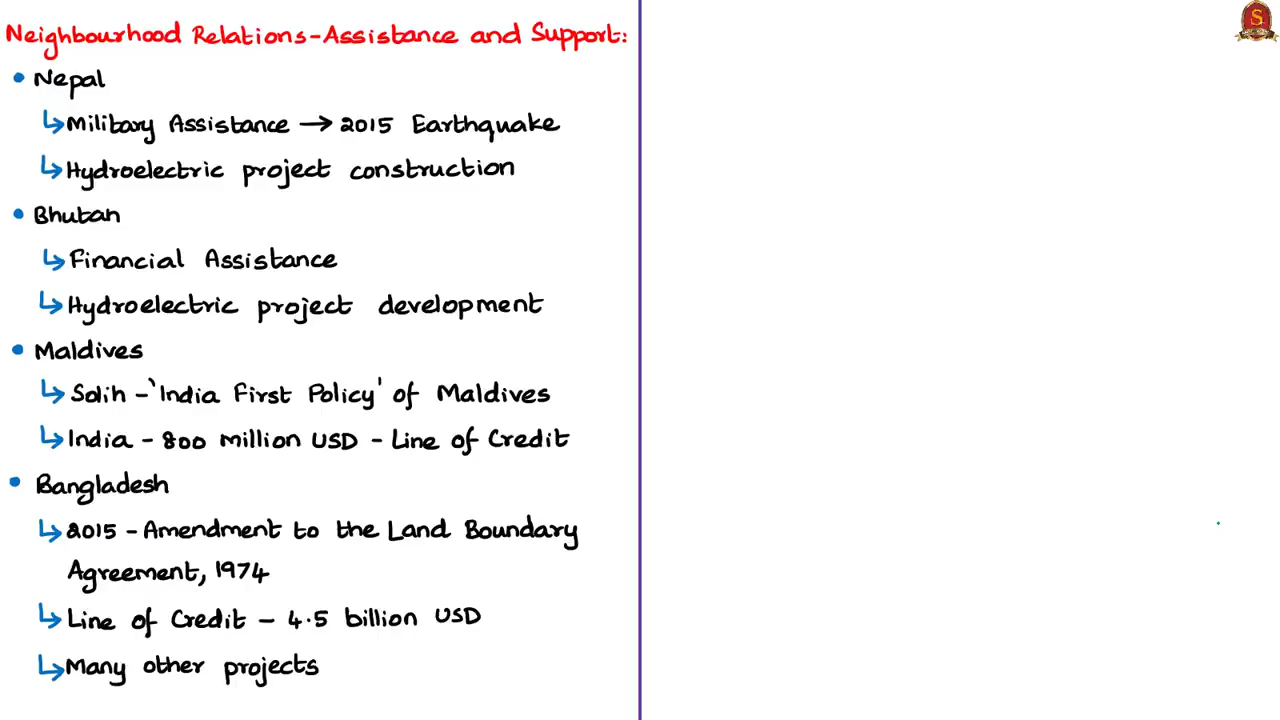 Neighbourhood Relations-Assistance and Support:
• Nepal
↳ Military Assistance → 2015 Earthquake
↳ Hydroelectric project construction
• Bhutan
↳ Financial Assistance
↳ Hydroelectric project development
• Maldives
↳ Solih - 'India First Policy' of Maldives
↳ India - 800 million USD - Line of Credit
• Bangladesh
↳ 2015 - Amendment to the Land Boundary
Agreement, 1974
↳ Line of Credit - 4.5 billion USD
↳ Many other projects
S